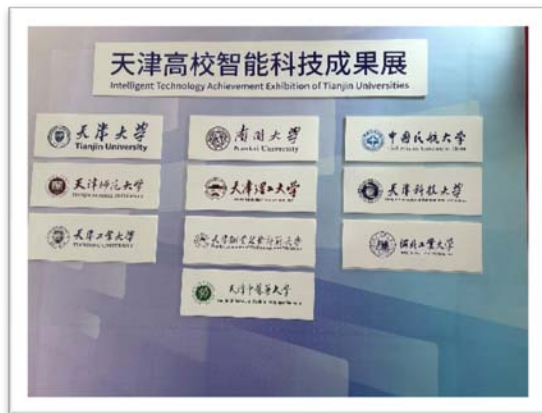 天津高校智能科技成果展
Intelligent Technology Achievement Exhibition of Tianjin Universities
天津大学
Tianjin University
南開大學
Nankai University
中国民航大学
天津师范大学
天津理工大学
天津科技大学
天津工业大学
天津职业技术师范大学
河北工業大学
天津中医药大学